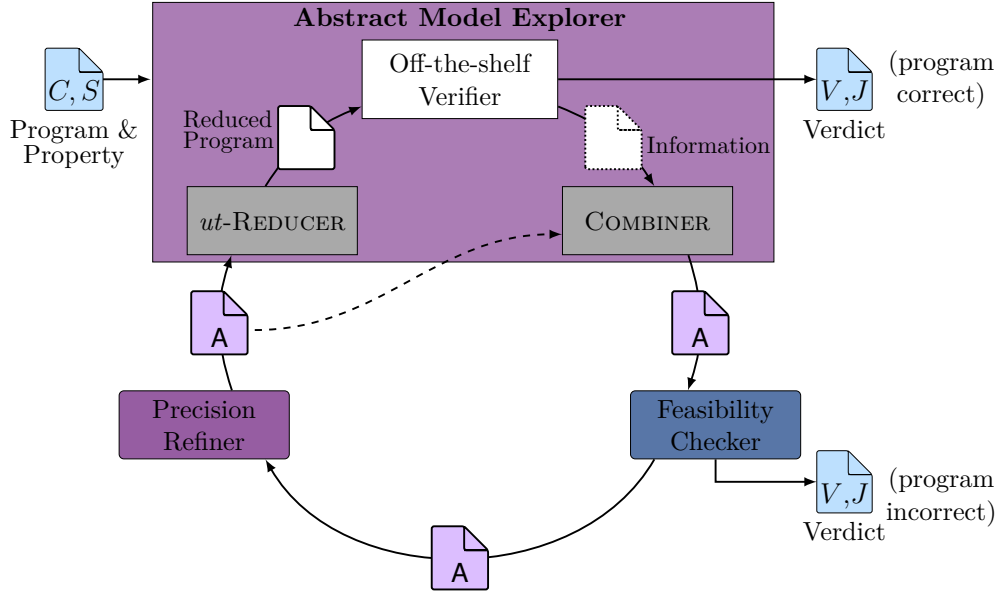 Abstract Model Explorer
C, S
Program &
Property
Off-the-shelf
Verifier
V,J
(program
correct)
Verdict
Reduced
Program
Information
ut-REDUCER
COMBINER
A
A
Precision
Refiner
Feasibility
Checker
V,J
(program
incorrect)
Verdict
A